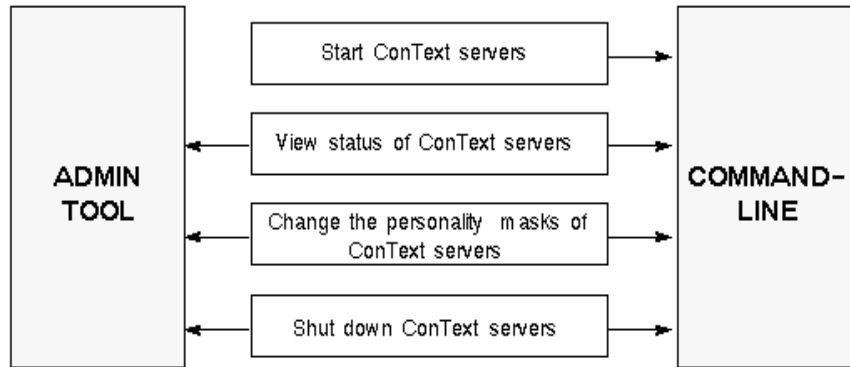 Start ConText servers
View status of ConText servers
ADMIN
TOOL
COMMAND-
LINE
Change the personality masks of
ConText servers
Shut down ConText servers